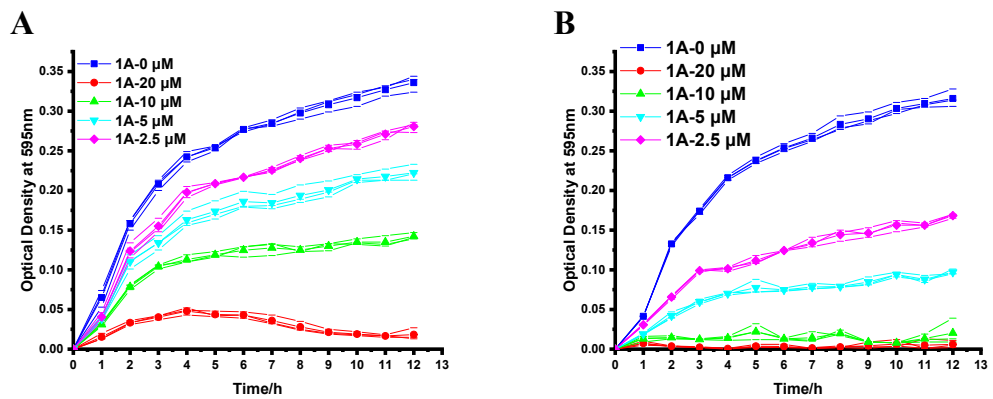 A
Optical Density at 595nm
0.35
0.30
0.25
0.20
0.15
0.10
0.05
0.00
1A-0 µM
1A-20 µM
1A-10 µM
1A-5 µM
1A-2.5 µM
0 1 2 3 4 5 6 7 8 9 10 11 12 13
Time/h
B
Optical Density at 595nm
0.35
0.30
0.25
0.20
0.15
0.10
0.05
0.00
1A-0 µM
1A-20 µM
1A-10 µM
1A-5 µM
1A-2.5 µM
0 1 2 3 4 5 6 7 8 9 10 11 12 13
Time/h